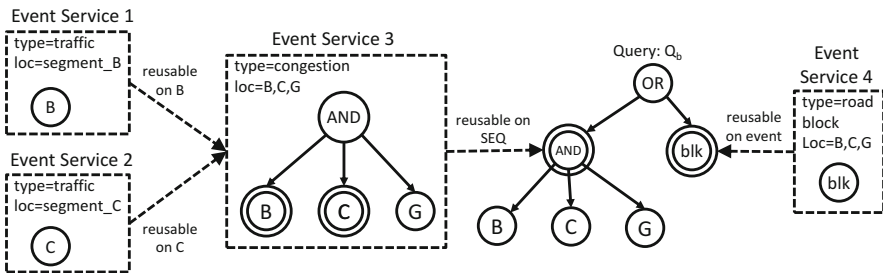 Event Service 1
type=traffic
loc=segment_B
B
reusable
on B
Event Service 2
type=traffic
loc=segment_C
C
reusable
on C
Event Service 3
type=congestion
loc=B,C,G
AND
B
C
G
reusable on
SEQ
Query: Qb
OR
AND
blk
B
C
G
reusable
on event
Event
Service 4
type=road
block
Loc=B,C,G
blk